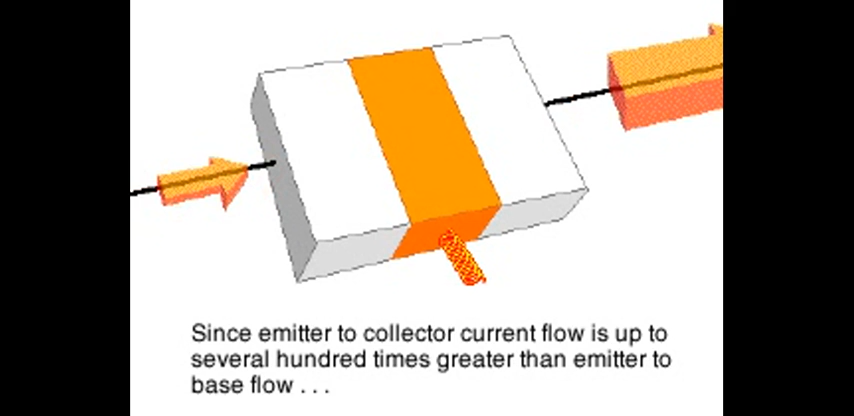 Since emitter to collector current flow is up to
several hundred times greater than emitter to
base flow . . .